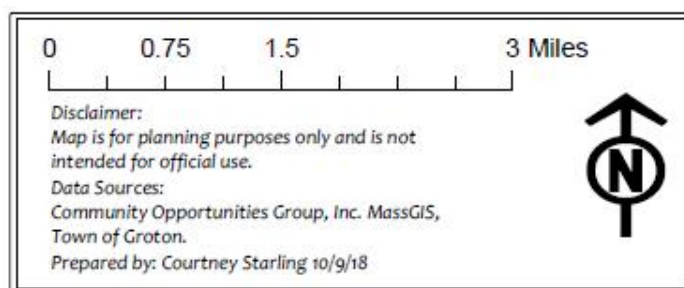 0 0.75 1.5 3 Miles
Disclaimer:
Map is for planning purposes only and is not
intended for official use.
Data Sources:
Community Opportunities Group, Inc. MassGIS,
Town of Groton.
Prepared by: Courtney Starling 10/9/18
N